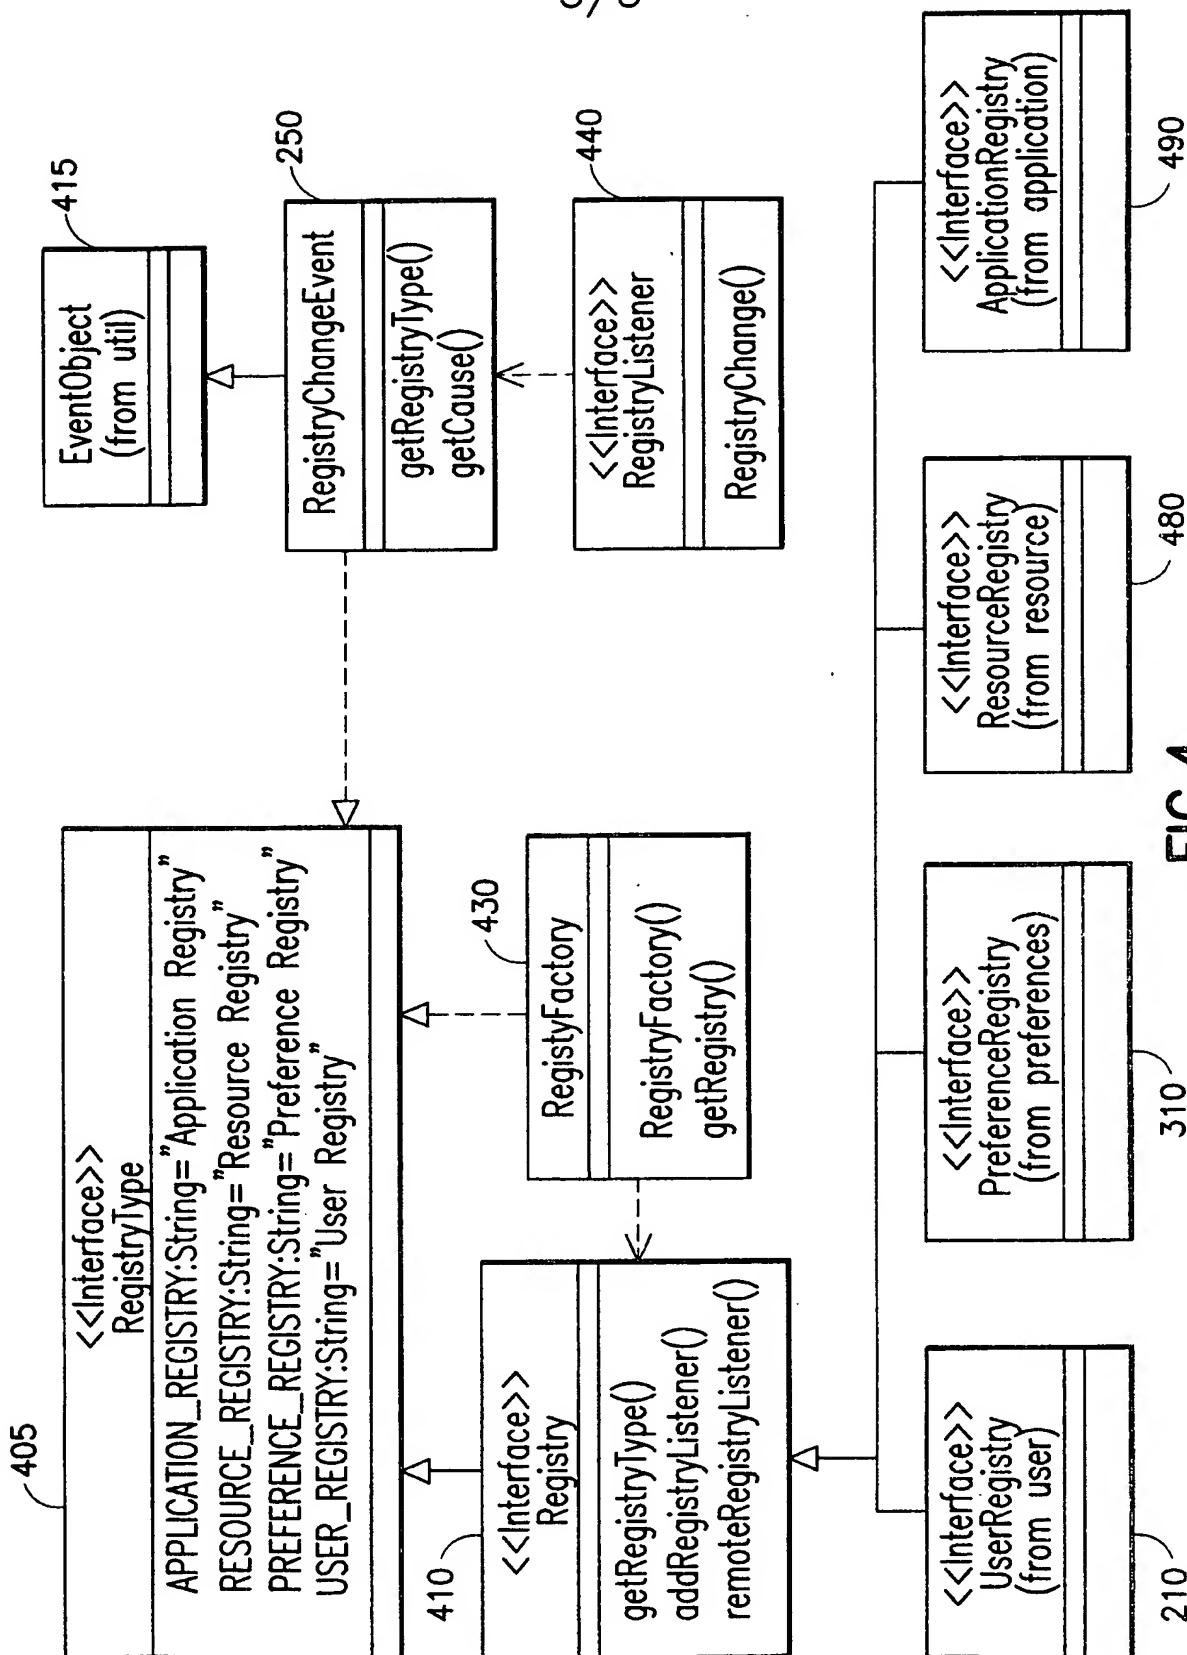 405
<<Interface>>
RegistryType
APPLICATION_REGISTRY:String="Application Registry"
RESOURCE_REGISTRY:String="Resource Registry"
PREFERENCE_REGISTRY:String="Preference Registry"
USER_REGISTRY:String="User Registry"
415
EventObject
(from util)
250
RegistryChangeEvent
getRegistryType()
getCause()
440
<<Interface>>
RegistryListener
RegistryChange()
430
RegistyFactory
RegistryFactory()
getRegistry()
410
<<Interface>>
Registry
getRegistryType()
addRegistryListener()
remoteRegistryListener()
<<Interface>>
UserRegistry
(from user)
210
<<Interface>>
PreferenceRegistry
(from preferences)
310
<<Interface>>
ResourceRegistry
(from resource)
480
<<Interface>>
ApplicationRegistry
(from application)
490